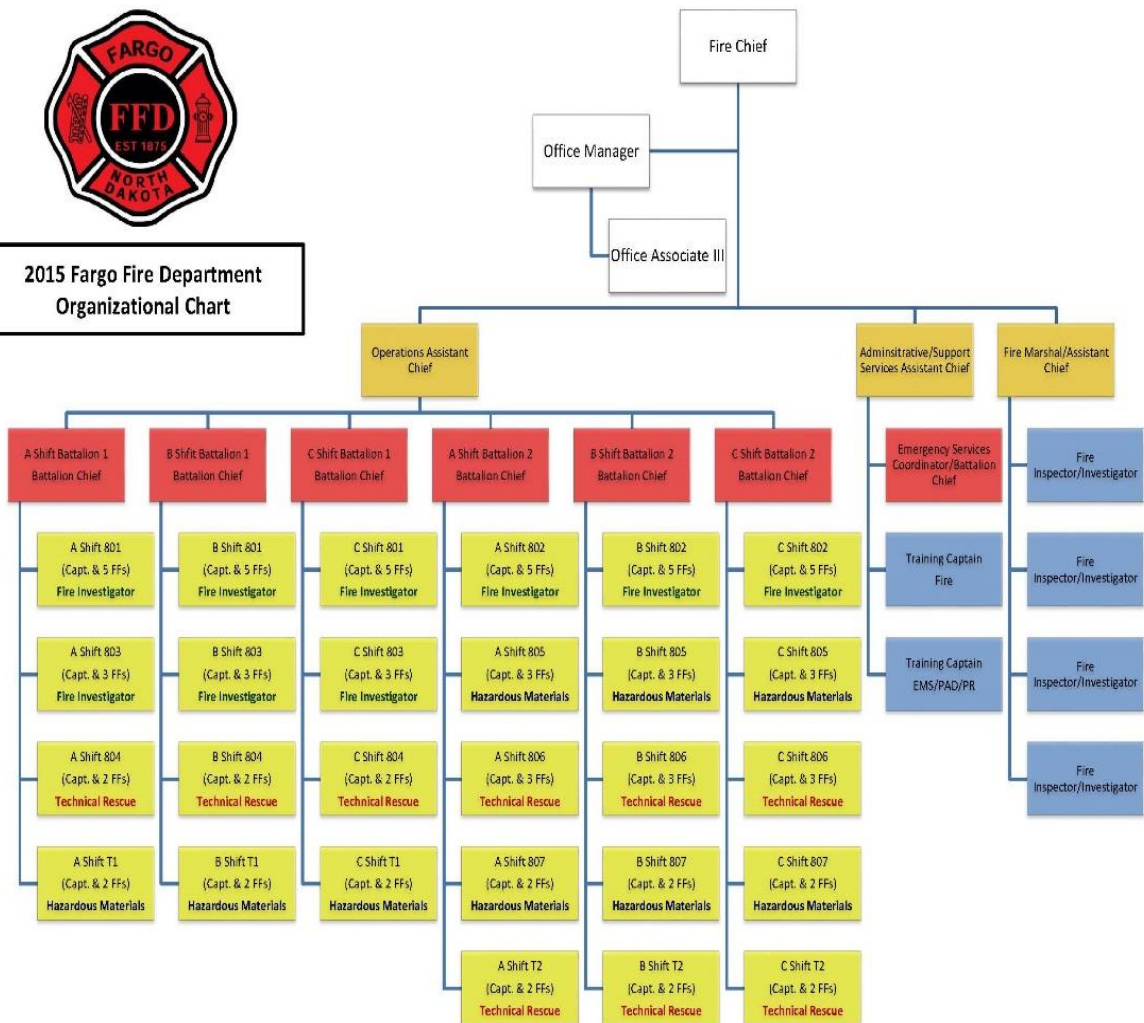 FARGO
FFD
EST 1875
NORTH
DAKOTA
2015 Fargo Fire Department
Organizational Chart
Fire Chief
Office Manager
Office Associate III
Operations Assistant
Chief
Adminsitrative/Support
Services Assistant Chief
Fire Marshal/Assistant
Chief
A Shift Battalion 1
Battalion Chief
B Shfit Battalion 1
Battalion Chief
C Shift Battalion 1
Battalion Chief
A Shift Battalion 2
Battalion Chief
B Shift Battalion 2
Battalion Chief
C Shift Battalion 2
Battalion Chief
Emergency Services
Coordinator/Battalion
Chief
Fire
Inspector/Investigator
A Shift 801
(Capt. & 5 FFs)
Fire Investigator
B Shift 801
(Capt. & 5 FFs)
Fire Investigator
C Shift 801
(Capt. & 5 FFs)
Fire Investigator
A Shift 802
(Capt. & 5 FFs)
Fire Investigator
B Shift 802
(Capt. & 5 FFs)
Fire Investigator
C Shift 802
(Capt. & 5 FFs)
Fire Investigator
Training Captain
Fire
Fire
Inspector/Investigator
A Shift 803
(Capt. & 3 FFs)
Fire Investigator
B Shift 803
(Capt. & 3 FFs)
Fire Investigator
C Shift 803
(Capt. & 3 FFs)
Fire Investigator
A Shift 805
(Capt. & 3 FFs)
Hazardous Materials
B Shift 805
(Capt. & 3 FFs)
Hazardous Materials
C Shift 805
(Capt. & 3 FFs)
Hazardous Materials
Training Captain
EMS/PAD/PR
Fire
Inspector/Investigator
A Shift 804
(Capt. & 2 FFs)
Technical Rescue
B Shift 804
(Capt. & 2 FFs)
Technical Rescue
C Shift 804
(Capt. & 2 FFs)
Technical Rescue
A Shift 806
(Capt. & 3 FFs)
Technical Rescue
B Shift 806
(Capt. & 3 FFs)
Technical Rescue
C Shift 806
(Capt. & 3 FFs)
Technical Rescue
Fire
Inspector/Investigator
A Shift T1
(Capt. & 2 FFs)
Hazardous Materials
B Shift T1
(Capt. & 2 FFs)
Hazardous Materials
C Shift T1
(Capt. & 2 FFs)
Hazardous Materials
A Shift 807
(Capt. & 2 FFs)
Hazardous Materials
B Shift 807
(Capt. & 2 FFs)
Hazardous Materials
C Shift 807
(Capt. & 2 FFs)
Hazardous Materials
A Shift T2
(Capt. & 2 FFs)
Technical Rescue
B Shift T2
(Capt. & 2 FFs)
Technical Rescue
C Shift T2
(Capt. & 2 FFs)
Technical Rescue